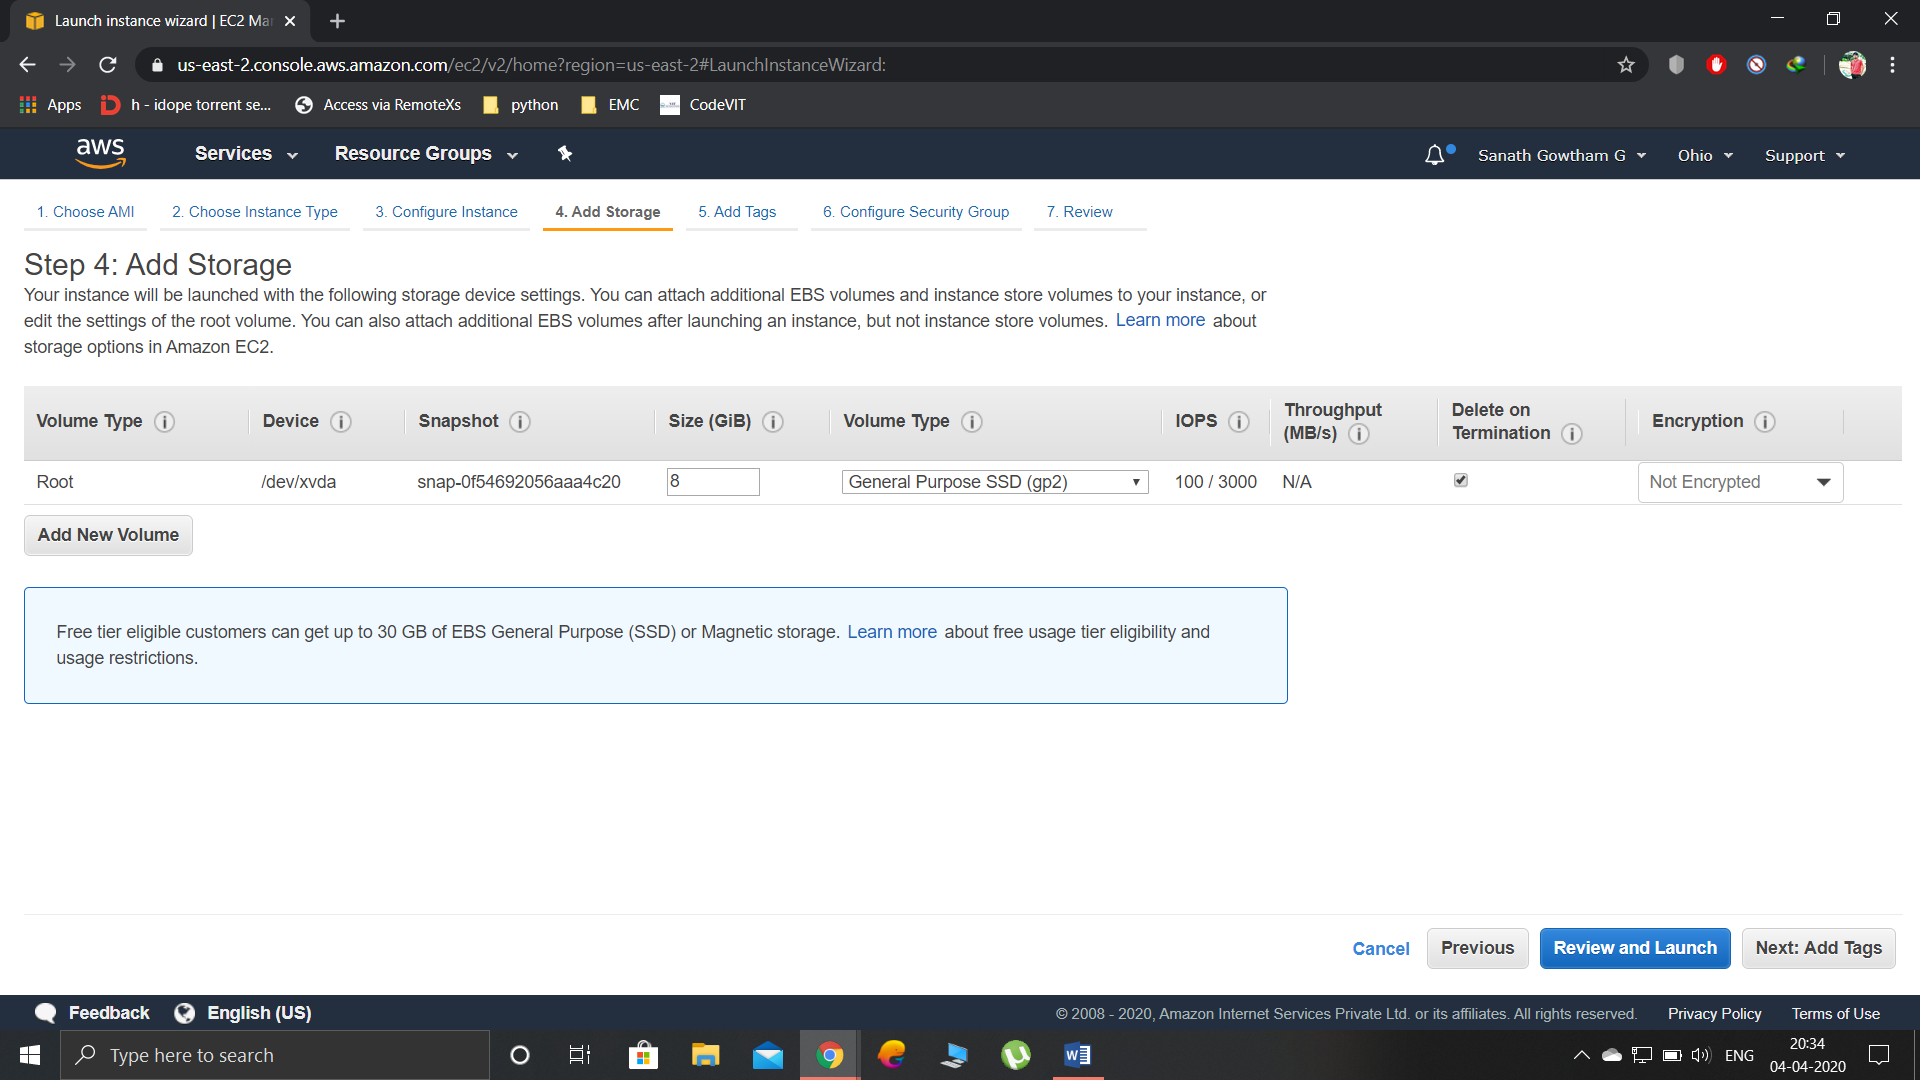 Launch instance wizard | EC2 Ma
us-east-2.console.aws.amazon.com/ec2/v2/home?region=us-east-2#LaunchInstanceWizard:
Apps h - idope torrent se... Access via RemoteXs python EMC CodeVIT
aws Services Resource Groups Sanath Gowtham G Ohio Support
1. Choose AMI 2. Choose Instance Type 3. Configure Instance 4. Add Storage 5. Add Tags 6. Configure Security Group 7. Review
Step 4: Add Storage
Your instance will be launched with the following storage device settings. You can attach additional EBS volumes and instance store volumes to your instance, or
edit the settings of the root volume. You can also attach additional EBS volumes after launching an instance, but not instance store volumes. Learn more about
storage options in Amazon EC2.
Volume Type Device Snapshot Size (GiB) Volume Type IOPS Throughput (MB/s) Delete on Termination Encryption
Root /dev/xvda snap-0f54692056aaa4c20 8 General Purpose SSD (gp2) 100 / 3000 N/A Not Encrypted
Add New Volume
Free tier eligible customers can get up to 30 GB of EBS General Purpose (SSD) or Magnetic storage. Learn more about free usage tier eligibility and
usage restrictions.
Cancel Previous Review and Launch Next: Add Tags
Feedback English (US) © 2008 - 2020, Amazon Internet Services Private Ltd. or its affiliates. All rights reserved. Privacy Policy Terms of Use
Type here to search ENG 20:34
04-04-2020